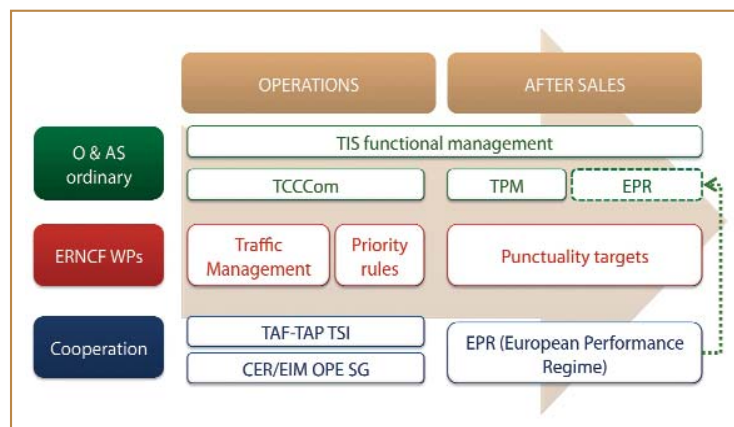 OPERATIONS
AFTER SALES
O & AS
ordinary
TIS functional management
TCCCom
TPM
EPR
ERNCF WPs
Traffic
Management
Priority
rules
Punctuality targets
Cooperation
TAF-TAP TSI
CER/EIM OPE SG
EPR (European Performance
Regime)